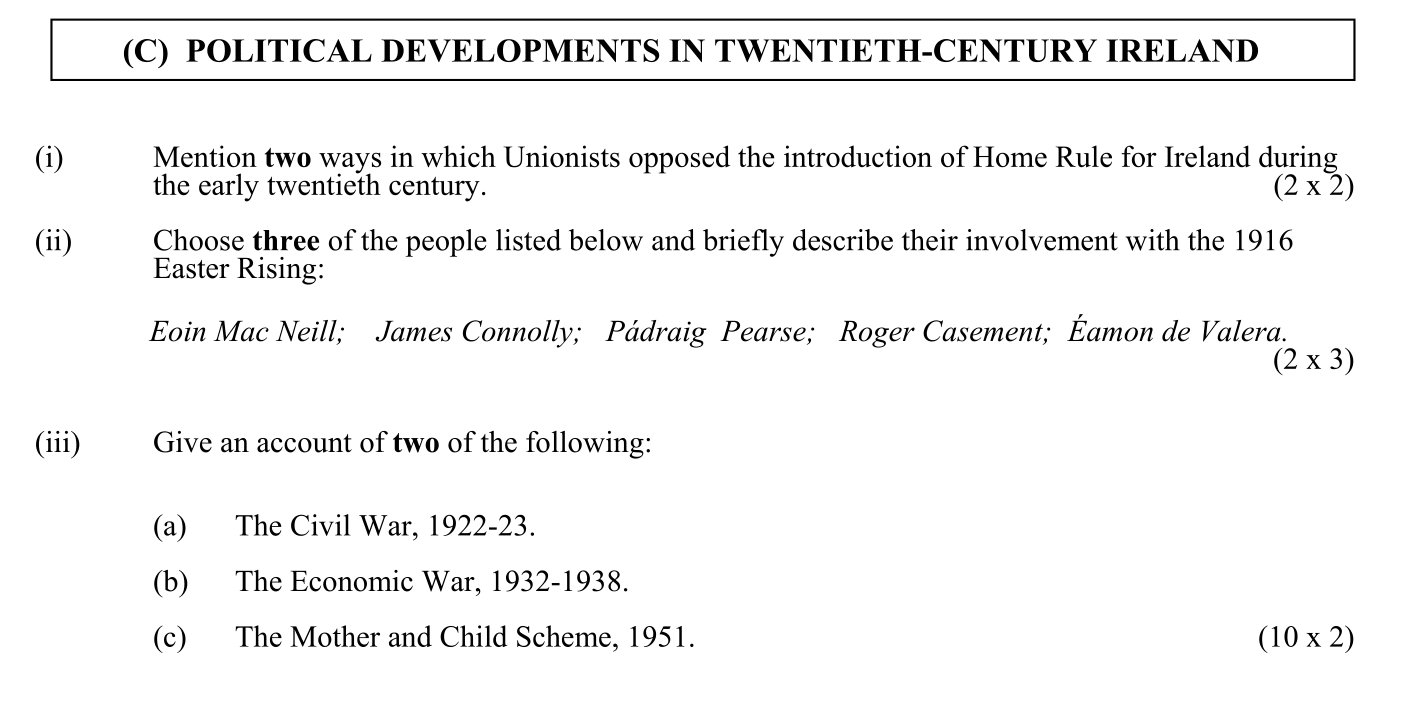 (C) POLITICAL DEVELOPMENTS IN TWENTIETH-CENTURY IRELAND
(i) Mention two ways in which Unionists opposed the introduction of Home Rule for Ireland during
the early twentieth century. (2 x 2)
(ii) Choose three of the people listed below and briefly describe their involvement with the 1916
Easter Rising:
Eoin Mac Neill; James Connolly; Pádraig Pearse; Roger Casement; Éamon de Valera.
(2 x 3)
(iii) Give an account of two of the following:
(a) The Civil War, 1922-23.
(b) The Economic War, 1932-1938.
(c) The Mother and Child Scheme, 1951. (10 x 2)